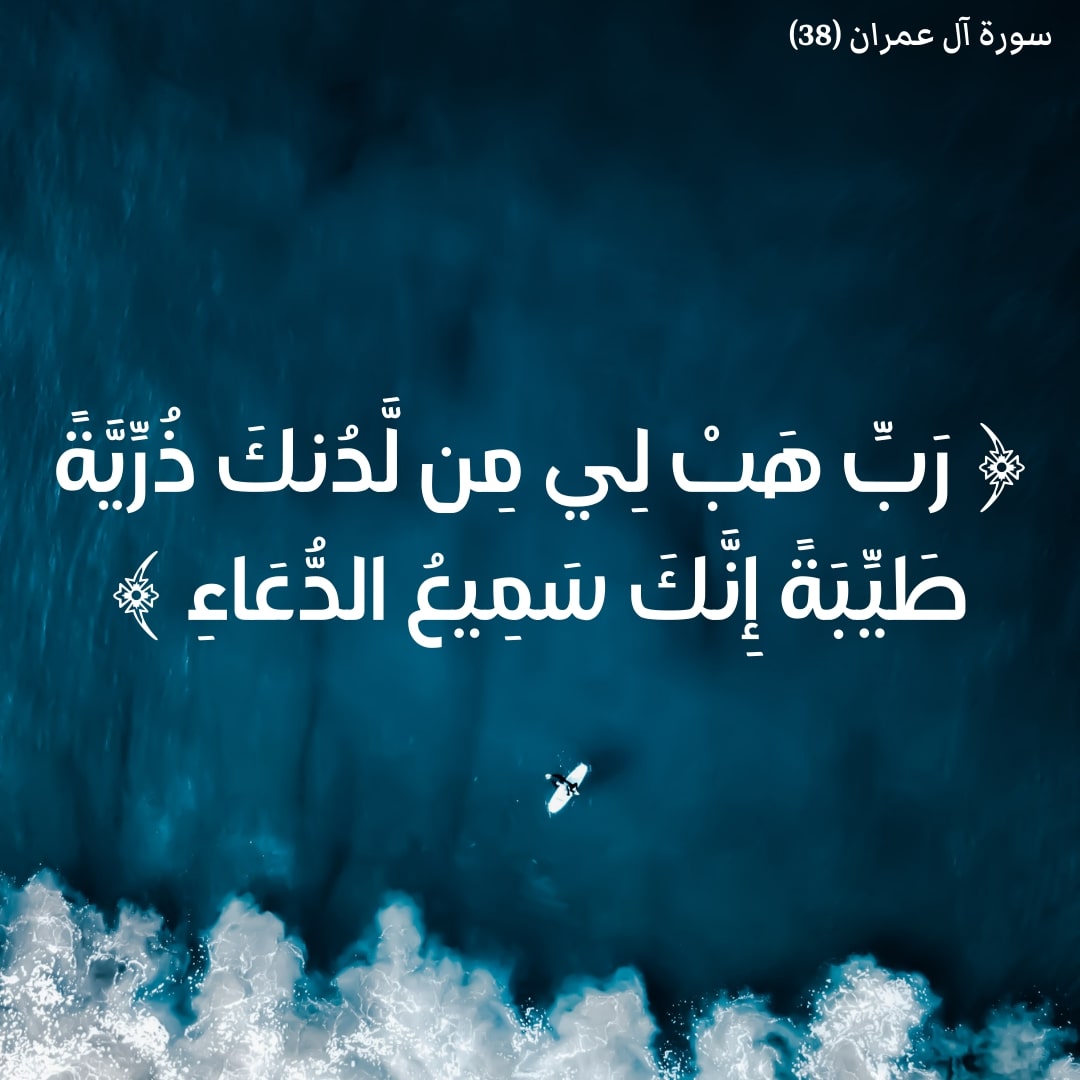 سورة آل عمران (38)
﴿ رَبِّ هَبْ لِي مِن لَّدُنكَ ذُرِّيَّةً
طَيِّبَةً إِنَّكَ سَمِيعُ الدُّعَاءِ ﴾